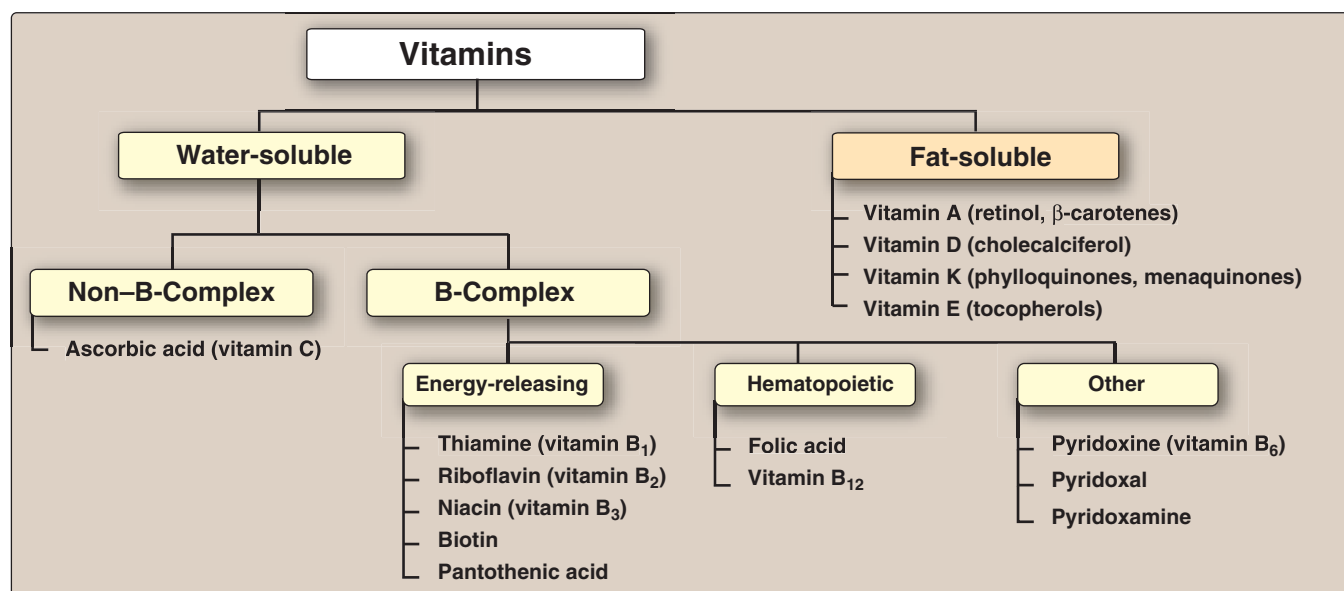 Vitamins
Water-soluble
Fat-soluble
Vitamin A (retinol, β-carotenes)
Vitamin D (cholecalciferol)
Vitamin K (phylloquinones, menaquinones)
Vitamin E (tocopherols)
Non–B-Complex
Ascorbic acid (vitamin C)
B-Complex
Energy-releasing
Thiamine (vitamin B₁)
Riboflavin (vitamin B₂)
Niacin (vitamin B₃)
Biotin
Pantothenic acid
Hematopoietic
Folic acid
Vitamin B₁₂
Other
Pyridoxine (vitamin B₆)
Pyridoxal
Pyridoxamine